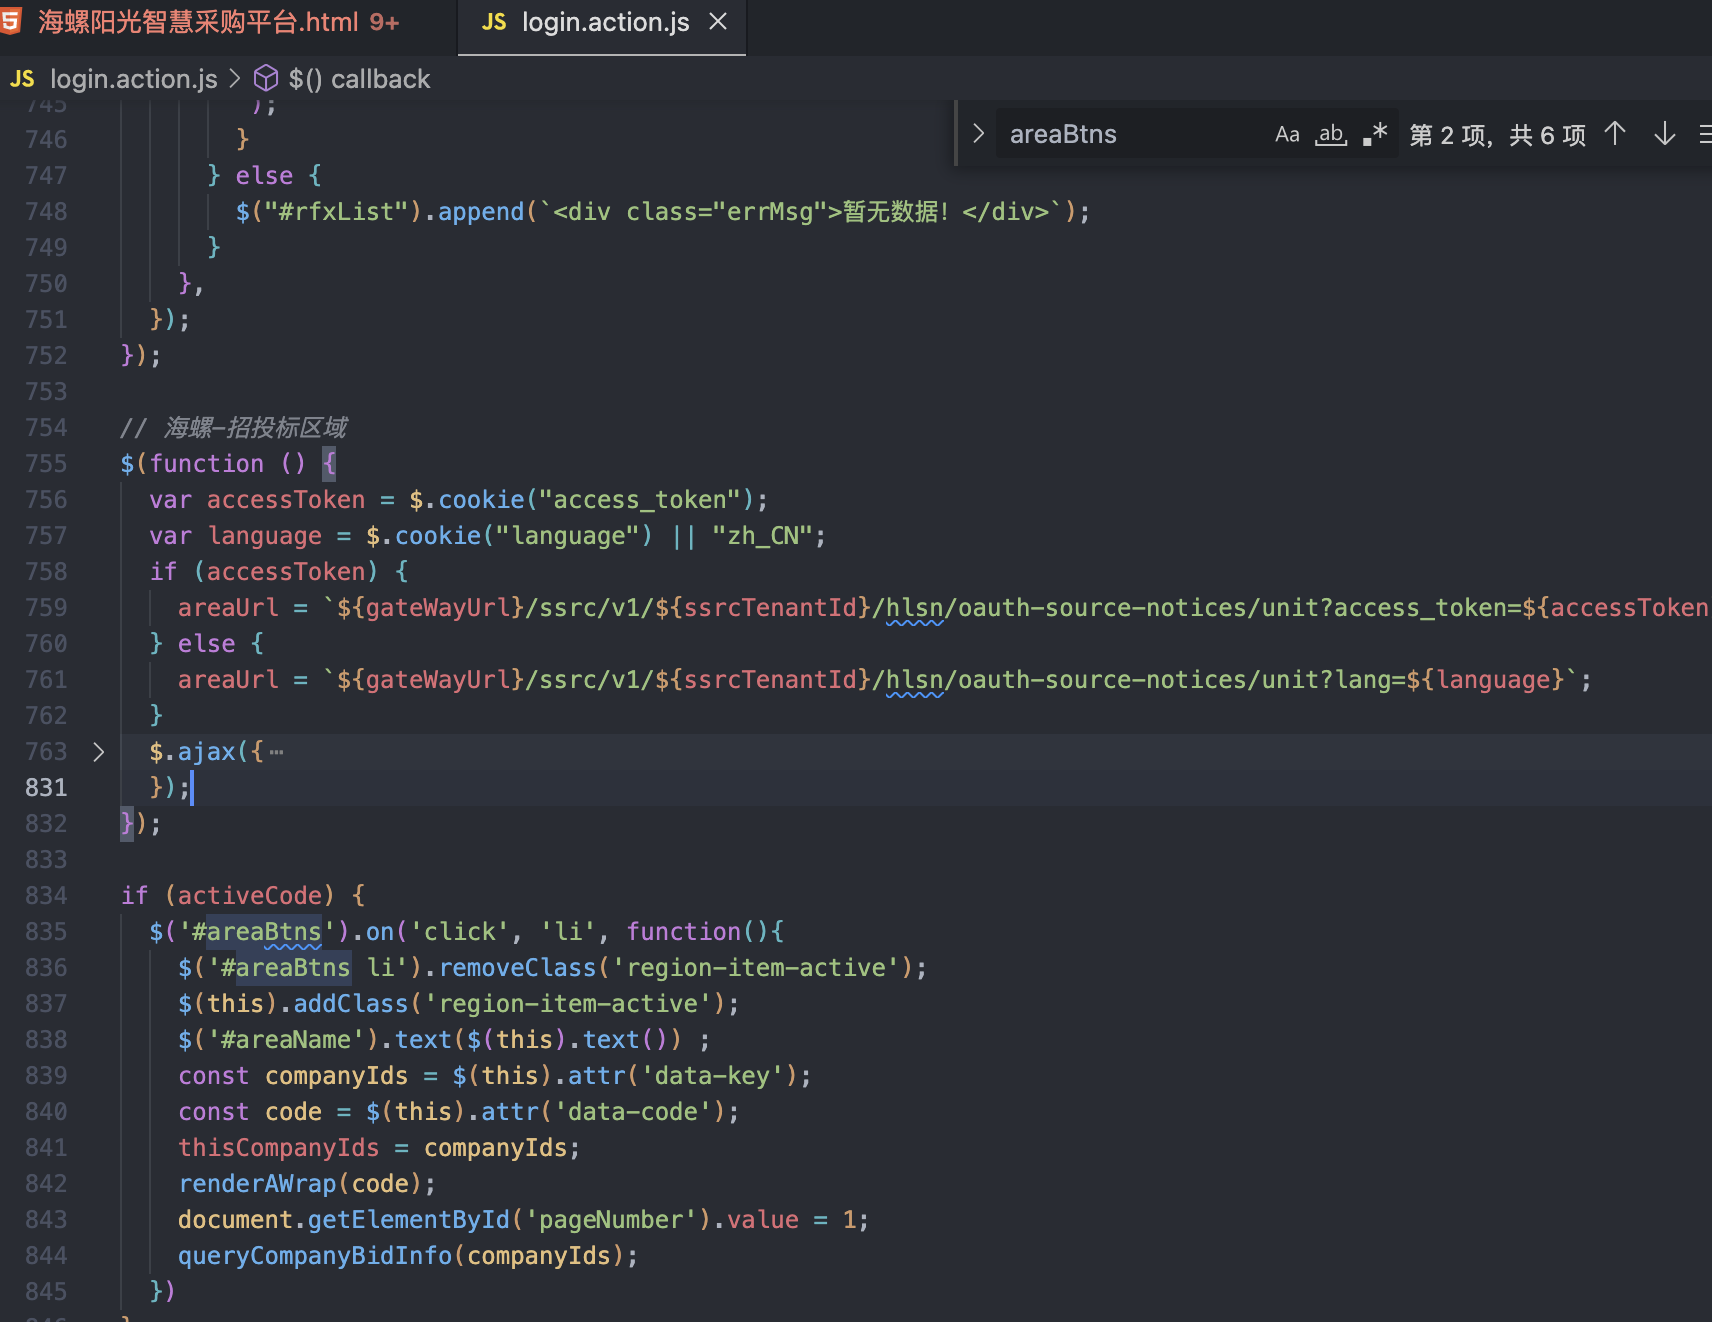 海螺阳光智慧采购平台.html 9+
JS login.action.js
JS login.action.js > $() callback
areaBtns Aa ab .* 第 2 项，共 6 项
745 );
746 }
747 } else {
748 $("#rfxList").append(`<div class="errMsg">暂无数据！</div>`);
749 }
750 },
751 });
752 });
753
754 // 海螺-招投标区域
755 $(function () {
756 var accessToken = $.cookie("access_token");
757 var language = $.cookie("language") || "zh_CN";
758 if (accessToken) {
759 areaUrl = `${gateWayUrl}/ssrc/v1/${ssrcTenantId}/hlsn/oauth-source-notices/unit?access_token=${accessToken
760 } else {
761 areaUrl = `${gateWayUrl}/ssrc/v1/${ssrcTenantId}/hlsn/oauth-source-notices/unit?lang=${language}`;
762 }
763 $.ajax({ ⋯
831 });
832 });
833
834 if (activeCode) {
835 $('#areaBtns').on('click', 'li', function(){
836 $('#areaBtns li').removeClass('region-item-active');
837 $(this).addClass('region-item-active');
838 $('#areaName').text($(this).text()) ;
839 const companyIds = $(this).attr('data-key');
840 const code = $(this).attr('data-code');
841 thisCompanyIds = companyIds;
842 renderAWrap(code);
843 document.getElementById('pageNumber').value = 1;
844 queryCompanyBidInfo(companyIds);
845 })